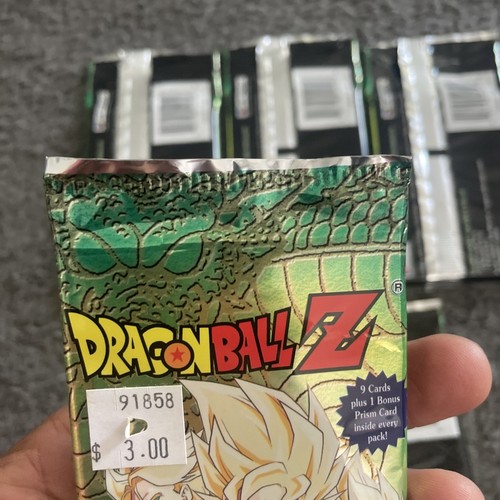 DRAGONBALL Z
®
9 Cards
plus 1 Bonus
Prism Card
inside every
pack!
91858
$ 3.00